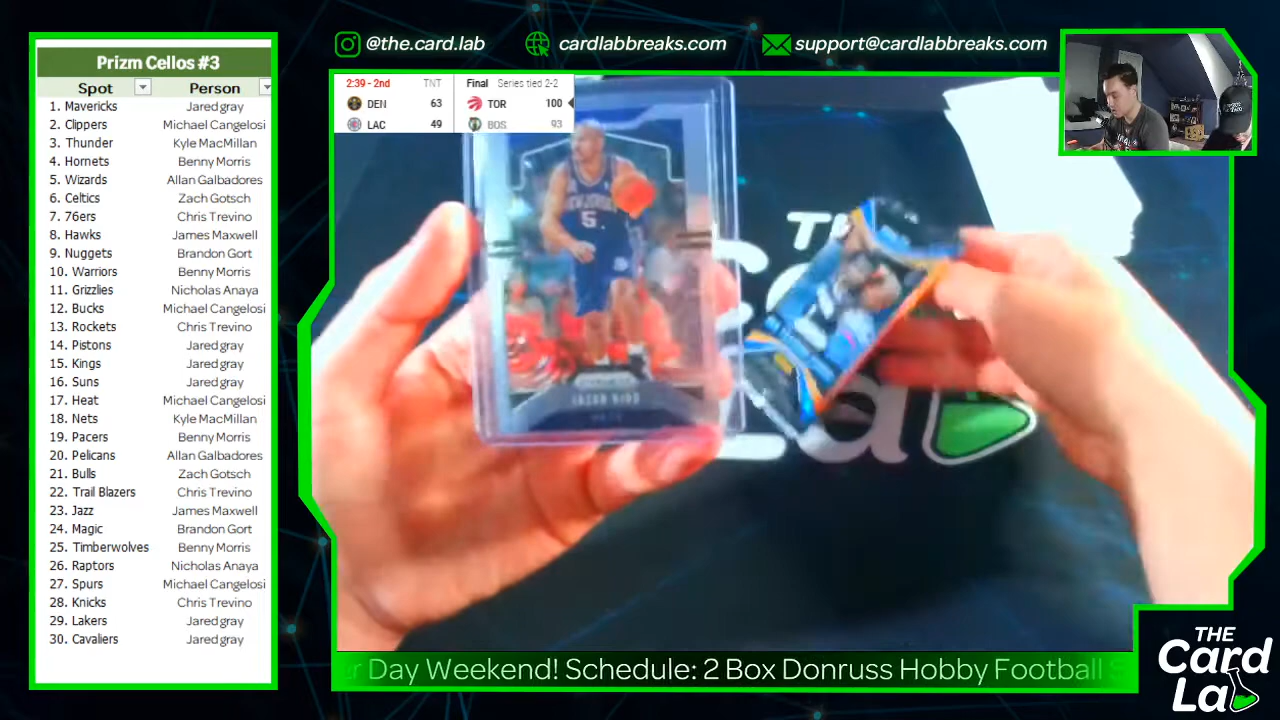 @the.card.lab
cardlabbreaks.com
support@cardlabbreaks.com
Prizm Cellos #3
Spot Person
1. Mavericks Jared gray
2. Clippers Michael Cangelosi
3. Thunder Kyle MacMillan
4. Hornets Benny Morris
5. Wizards Allan Galbadores
6. Celtics Zach Gotsch
7. 76ers Chris Trevino
8. Hawks James Maxwell
9. Nuggets Brandon Gort
10. Warriors Benny Morris
11. Grizzlies Nicholas Anaya
12. Bucks Michael Cangelosi
13. Rockets Chris Trevino
14. Pistons Jared gray
15. Kings Jared gray
16. Suns Jared gray
17. Heat Michael Cangelosi
18. Nets Kyle MacMillan
19. Pacers Benny Morris
20. Pelicans Allan Galbadores
21. Bulls Zach Gotsch
22. Trail Blazers Chris Trevino
23. Jazz James Maxwell
24. Magic Brandon Gort
25. Timberwolves Benny Morris
26. Raptors Nicholas Anaya
27. Spurs Michael Cangelosi
28. Knicks Chris Trevino
29. Lakers Jared gray
30. Cavaliers Jared gray
2:39 - 2nd TNT
DEN 63
LAC 49
Final Series tied 2-2
TOR 100
BOS 93
5
JASON KIDD
Day Weekend! Schedule: 2 Box Donruss Hobby Football
THE
Card
Lab